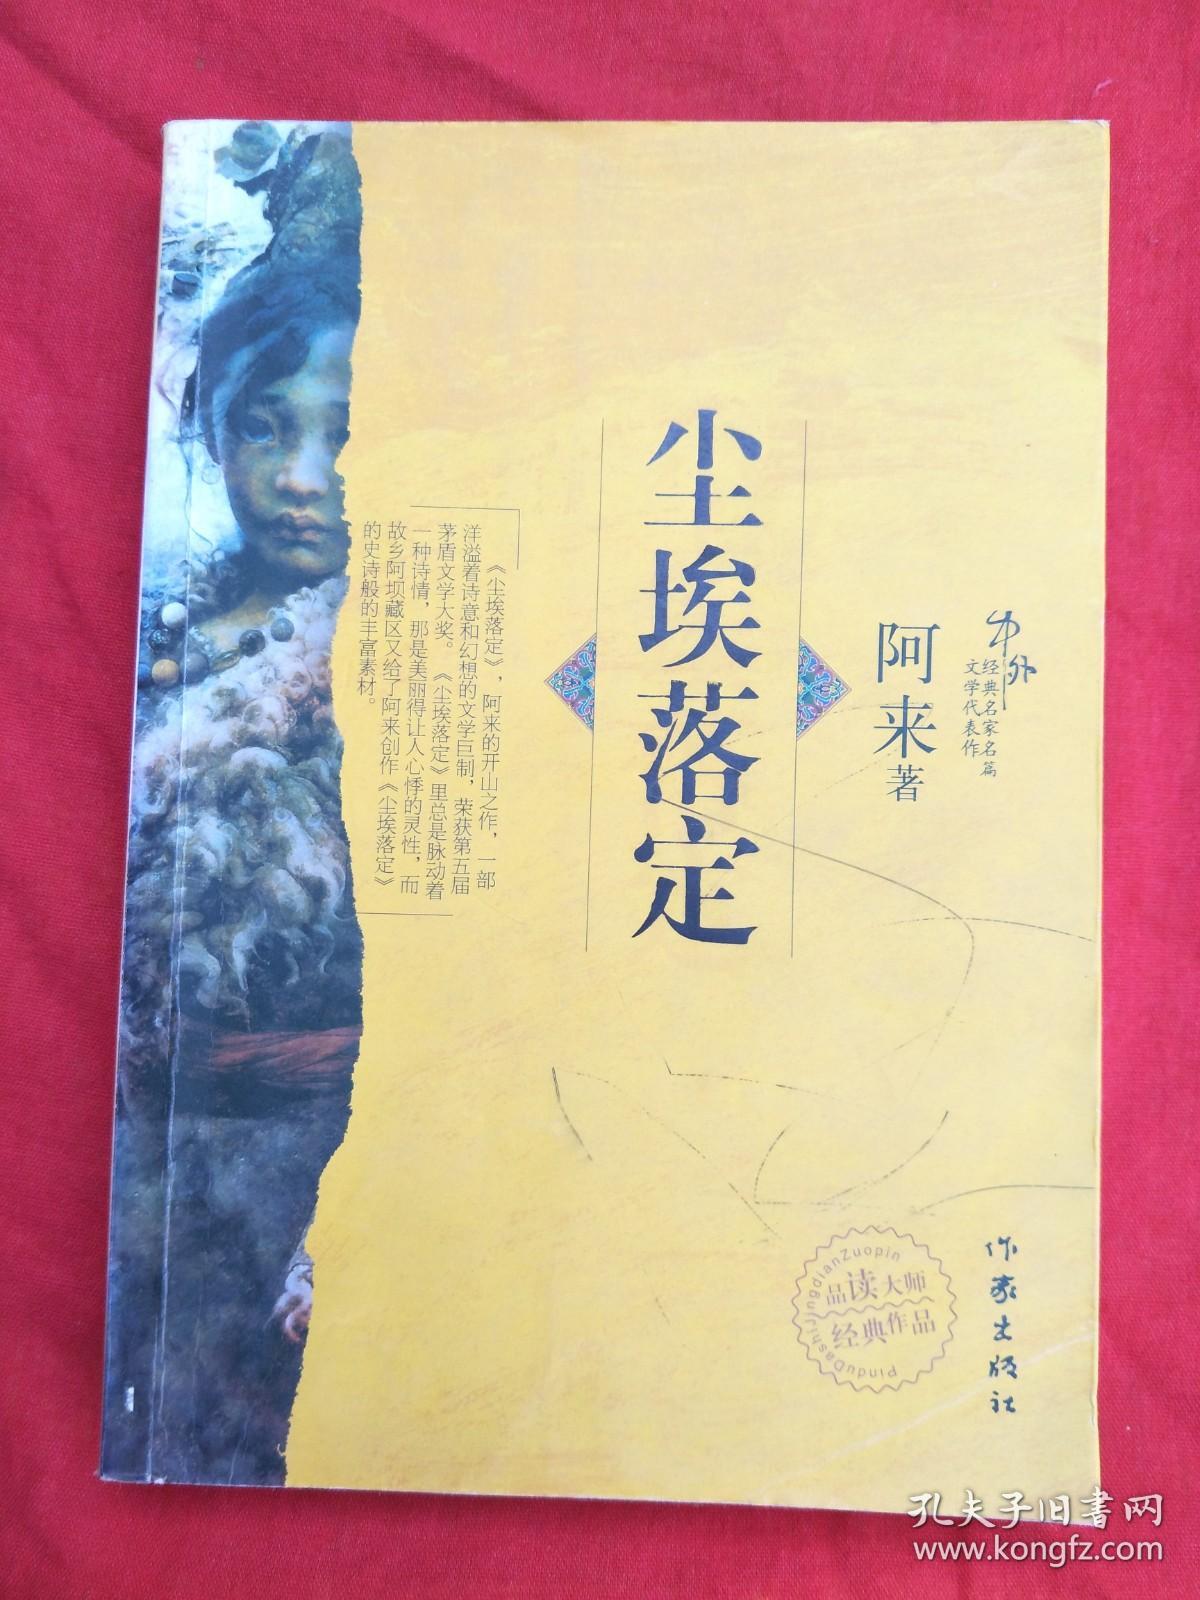 中外
经典名家名篇
文学代表作
阿来著
尘埃落定
《尘埃落定》，阿来的开山之作，一部
洋溢着诗意和幻想的文学巨制，荣获第五届
茅盾文学大奖。《尘埃落定》里总是脉动着
一种诗情，那是美丽得让人心悸的灵性，而
故乡阿坝藏区又给了阿来创作《尘埃落定》
的史诗般的丰富素材。
品读大师
经典作品
PinduDashiJingdianZuopin
作家出版社
孔夫子旧书网
www.kongfz.com